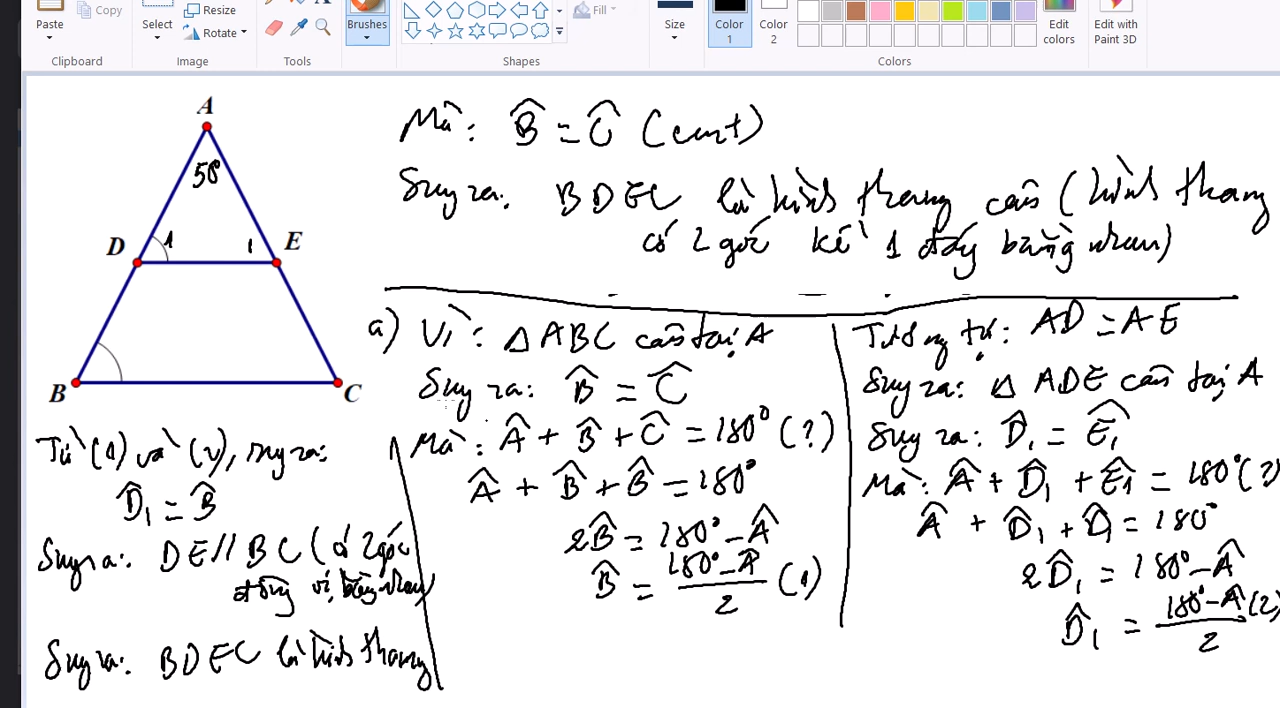 Paste
Copy
Select
Resize
Rotate
Brushes
Fill
Size
Color 1
Color 2
Edit colors
Edit with Paint 3D
Clipboard
Image
Tools
Shapes
Colors
A
50°
D 1 1 E
B C
Mà: B̂ = Ĉ (cmt)
Suy ra: BDEC là hình thang cân (hình thang
có 2 góc kề 1 đáy bằng nhau)
a) Vì: Δ ABC cân tại A
Suy ra: B̂ = Ĉ
Mà: Â + B̂ + Ĉ = 180° (?)
Â + B̂ + B̂ = 180°
2B̂ = 180° - Â
B̂ = (180° - Â)/2 (1)
Tương tự: AD = AE
Suy ra: Δ ADE cân tại A
Suy ra: D̂₁ = Ê₁
Mà: Â + D̂₁ + Ê₁ = 180° (?)
Â + D̂₁ + D̂₁ = 180°
2D̂₁ = 180° - Â
D̂₁ = (180° - Â)/2 (2)
Từ (1) và (2), suy ra:
D̂₁ = B̂
Suy ra: DE // BC (có 2 góc
đồng vị bằng nhau)
Suy ra: BDEC là hình thang